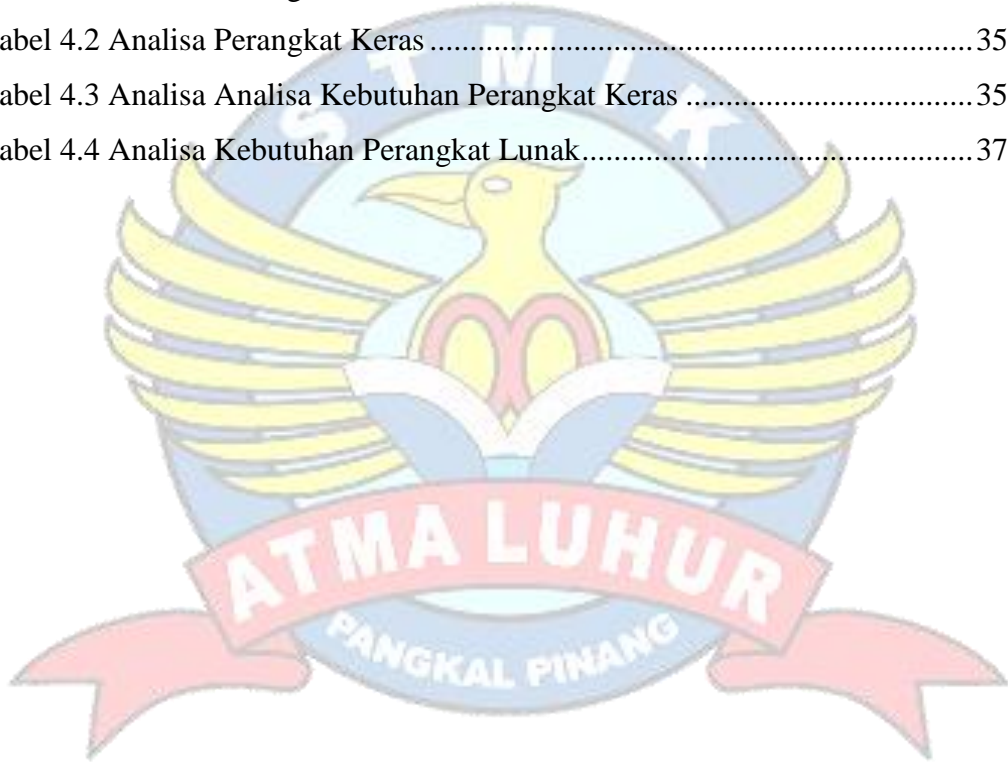 abel 4.2 Analisa Perangkat Keras ................................................................... 35
abel 4.3 Analisa Analisa Kebutuhan Perangkat Keras ................................... 35
abel 4.4 Analisa Kebutuhan Perangkat Lunak................................................ 37
STMIK
ATMA LUHUR
PANGKAL PINANG